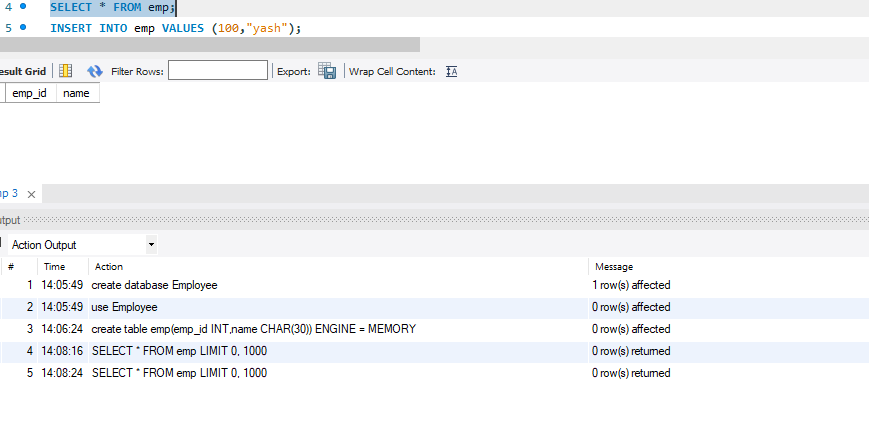 4 SELECT * FROM emp;
5 INSERT INTO emp VALUES (100,"yash");
esult Grid Filter Rows: Export: Wrap Cell Content: IA
emp_id name
np 3 ×
utput
Action Output
# Time Action Message
1 14:05:49 create database Employee 1 row(s) affected
2 14:05:49 use Employee 0 row(s) affected
3 14:06:24 create table emp(emp_id INT,name CHAR(30)) ENGINE = MEMORY 0 row(s) affected
4 14:08:16 SELECT * FROM emp LIMIT 0, 1000 0 row(s) returned
5 14:08:24 SELECT * FROM emp LIMIT 0, 1000 0 row(s) returned